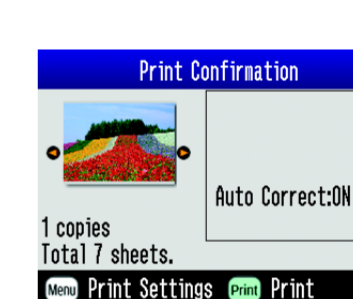 Print Confirmation
Auto Correct:ON
1 copies
Total 7 sheets.
Menu Print Settings Print Print